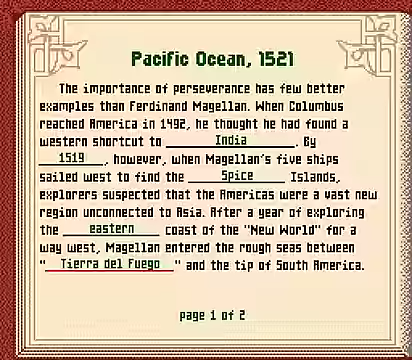 Pacific Ocean, 1521
The importance of perseverance has few better
examples than Ferdinand Magellan. When Columbus
reached America in 1492, he thought he had found a
western shortcut to India. By
1519, however, when Magellan's five ships
sailed west to find the Spice Islands,
explorers suspected that the Americas were a vast new
region unconnected to Asia. After a year of exploring
the eastern coast of the "New World" for a
way west, Magellan entered the rough seas between
"Tierra del Fuego" and the tip of South America.
page 1 of 2